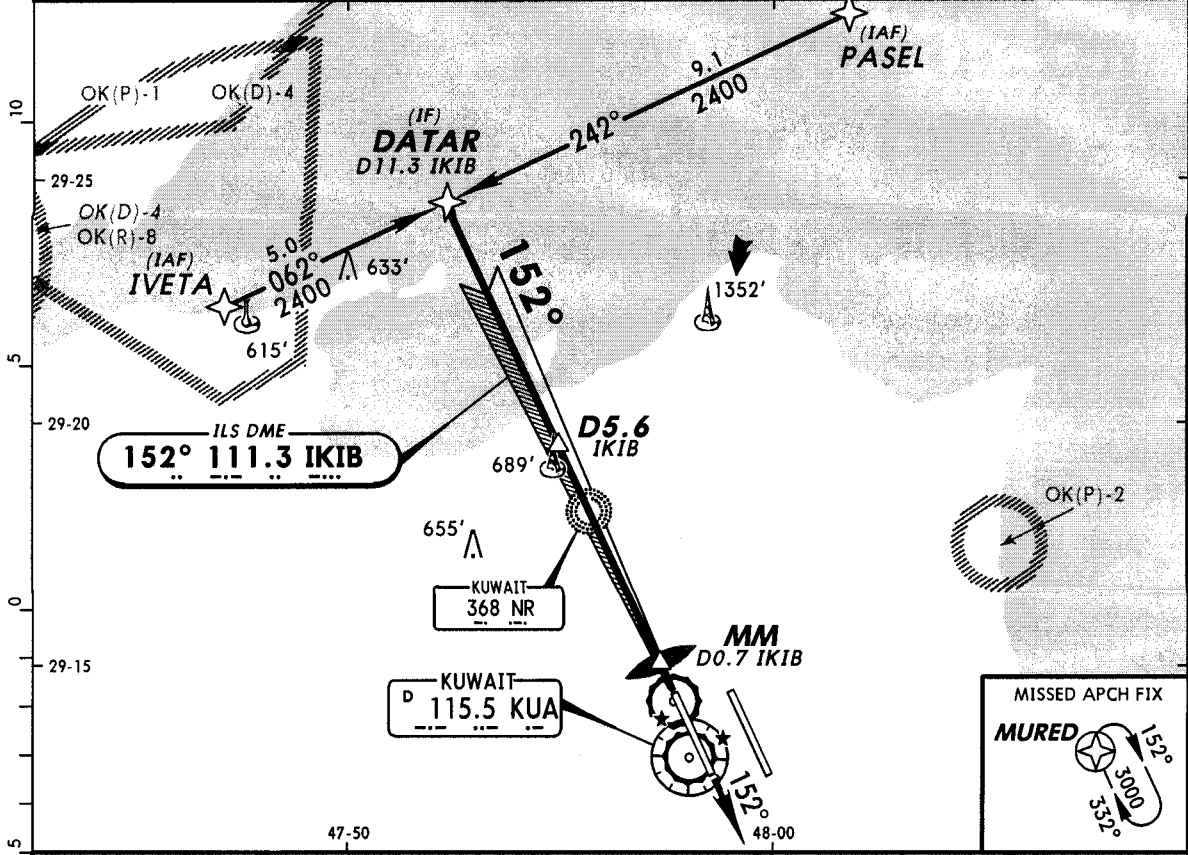 (IAF)
PASEL
9.1
2400
242°
OK(P)-1
OK(D)-4
(IF)
DATAR
D11.3 IKIB
10
29-25
OK(D)-4
OK(R)-8
(IAF)
IVETA
5.0
062°
2400
633'
615'
152°
1352'
5
29-20
ILS DME
152° 111.3 IKIB
D5.6
IKIB
689'
OK(P)-2
655'
KUWAIT
368 NR
0
MM
D0.7 IKIB
29-15
KUWAIT
D 115.5 KUA
152°
MISSED APCH FIX
MURED
152°
3000
332°
47-50
48-00
5